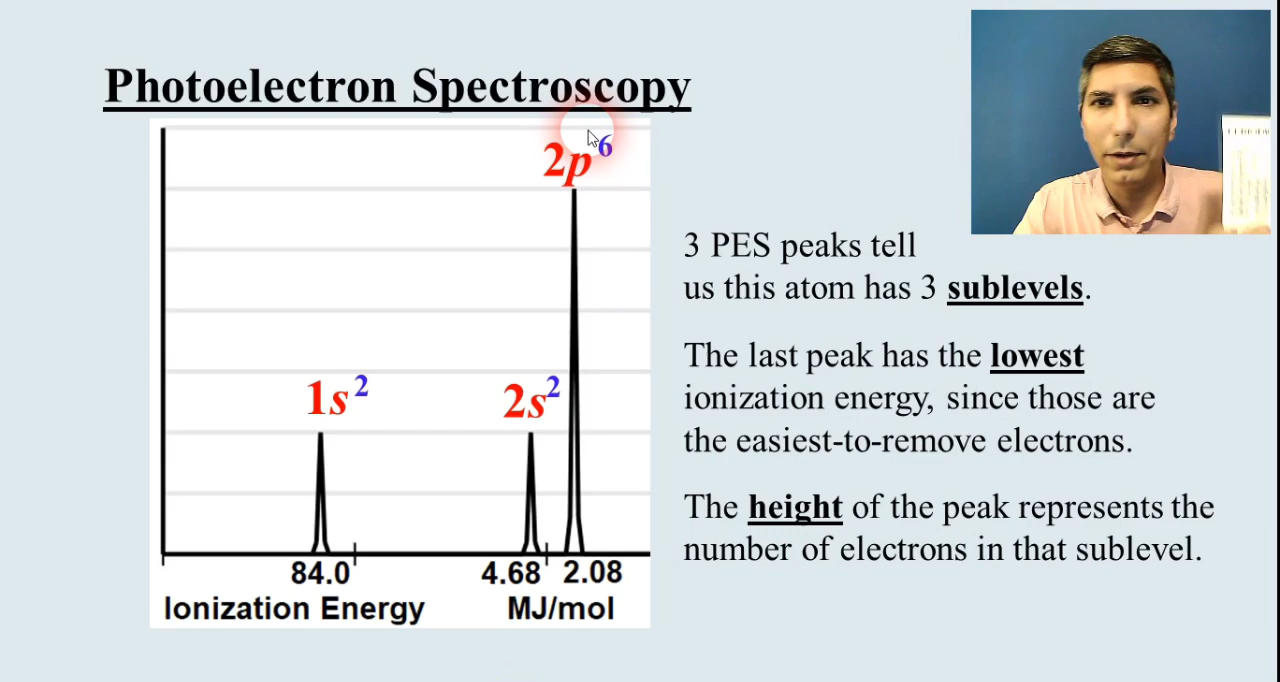 Photoelectron Spectroscopy
2p⁶
1s²
2s²
84.0 4.68 2.08
Ionization Energy MJ/mol
3 PES peaks tell
us this atom has 3 sublevels.
The last peak has the lowest
ionization energy, since those are
the easiest-to-remove electrons.
The height of the peak represents the
number of electrons in that sublevel.